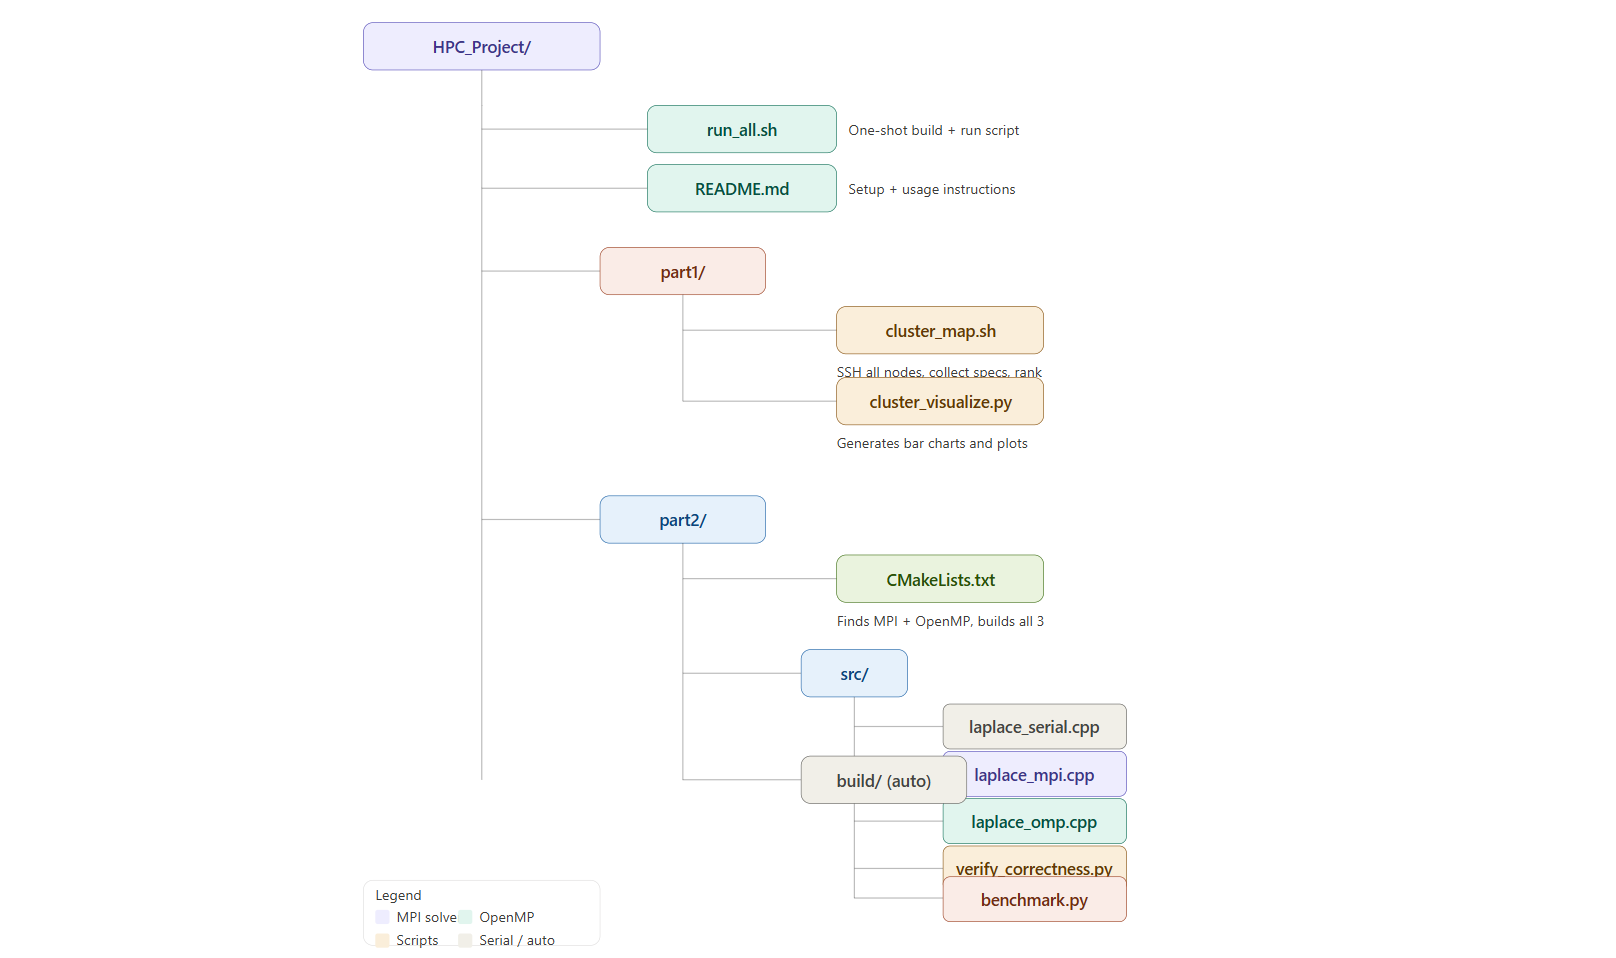 HPC_Project/
run_all.sh
One-shot build + run script
README.md
Setup + usage instructions
part1/
cluster_map.sh
SSH all nodes, collect specs, rank
cluster_visualize.py
Generates bar charts and plots
part2/
CMakeLists.txt
Finds MPI + OpenMP, builds all 3
src/
laplace_serial.cpp
laplace_mpi.cpp
build/ (auto)
laplace_omp.cpp
verify_correctness.py
benchmark.py
Legend
MPI solve
OpenMP
Scripts
Serial / auto